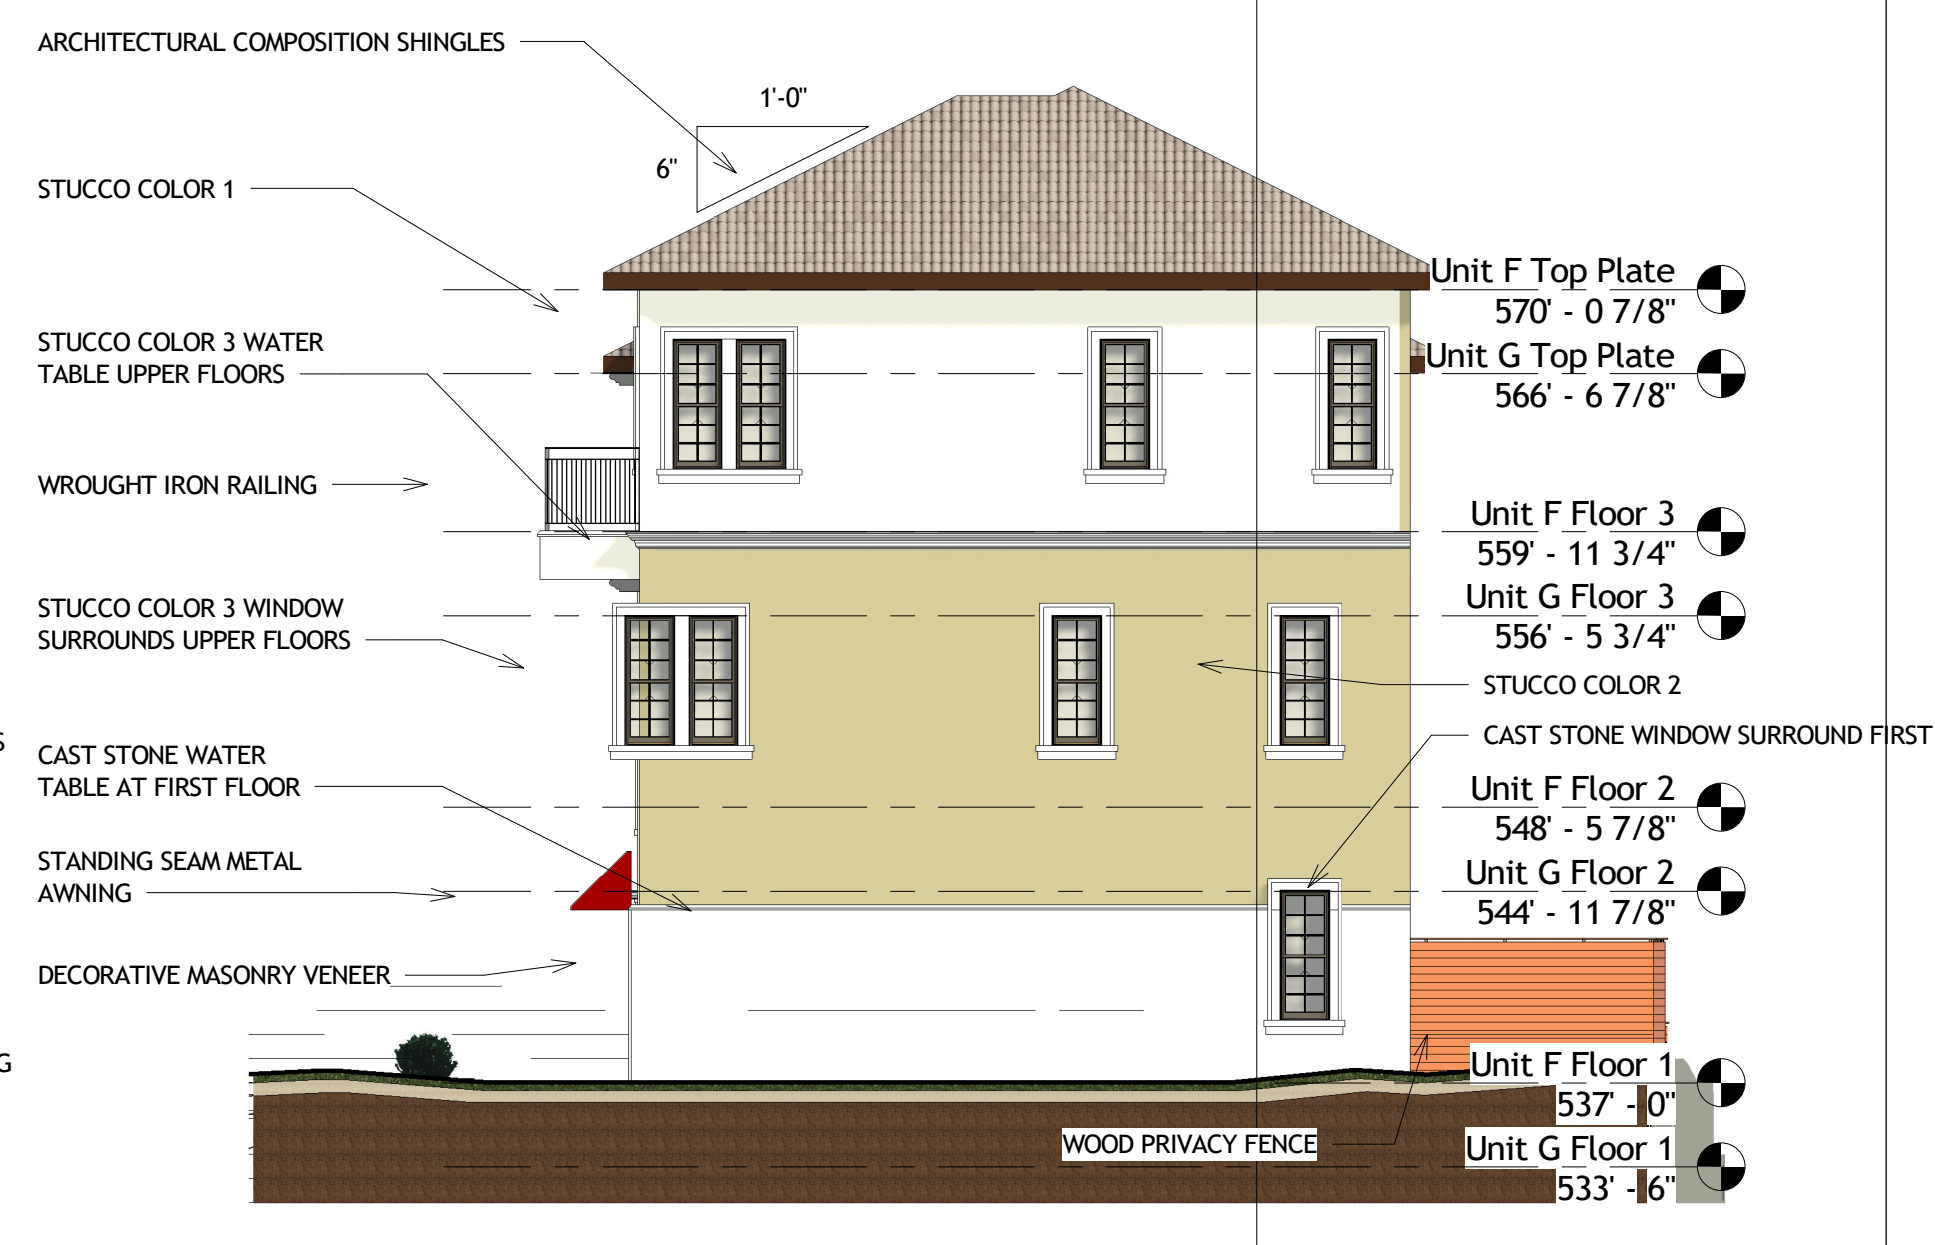 ARCHITECTURAL COMPOSITION SHINGLES
1'-0"
6"
STUCCO COLOR 1
Unit F Top Plate
570' - 0 7/8"
STUCCO COLOR 3 WATER
TABLE UPPER FLOORS
Unit G Top Plate
566' - 6 7/8"
WROUGHT IRON RAILING
Unit F Floor 3
559' - 11 3/4"
STUCCO COLOR 3 WINDOW
SURROUNDS UPPER FLOORS
Unit G Floor 3
556' - 5 3/4"
STUCCO COLOR 2
S
CAST STONE WATER
TABLE AT FIRST FLOOR
CAST STONE WINDOW SURROUND FIRST
Unit F Floor 2
548' - 5 7/8"
STANDING SEAM METAL
AWNING
Unit G Floor 2
544' - 11 7/8"
DECORATIVE MASONRY VENEER
G
Unit F Floor 1
537' - 0"
WOOD PRIVACY FENCE
Unit G Floor 1
533' - 6"